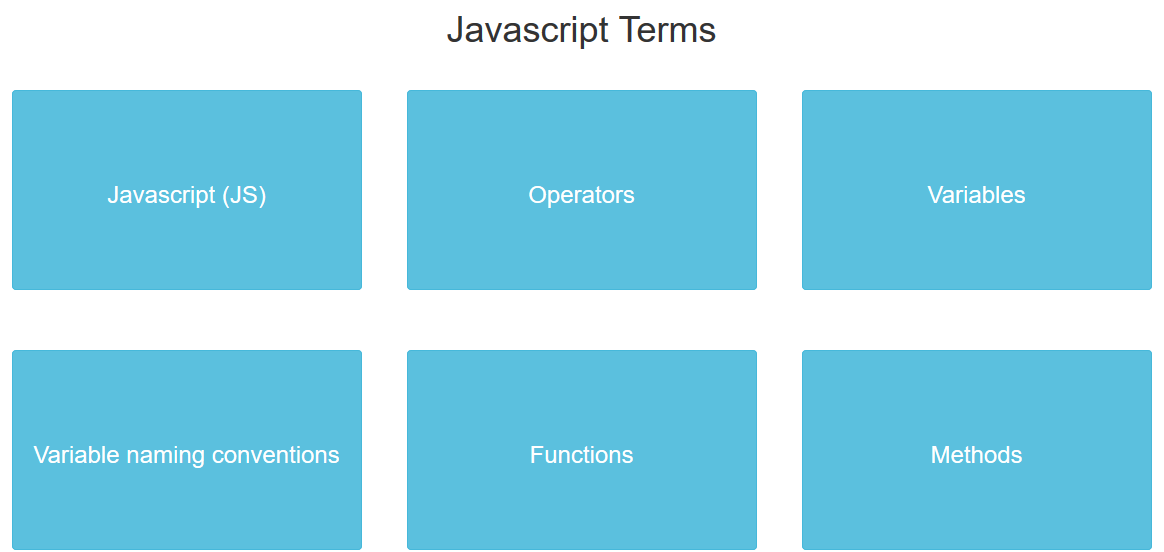 Javascript Terms
Javascript (JS)
Operators
Variables
Variable naming conventions
Functions
Methods